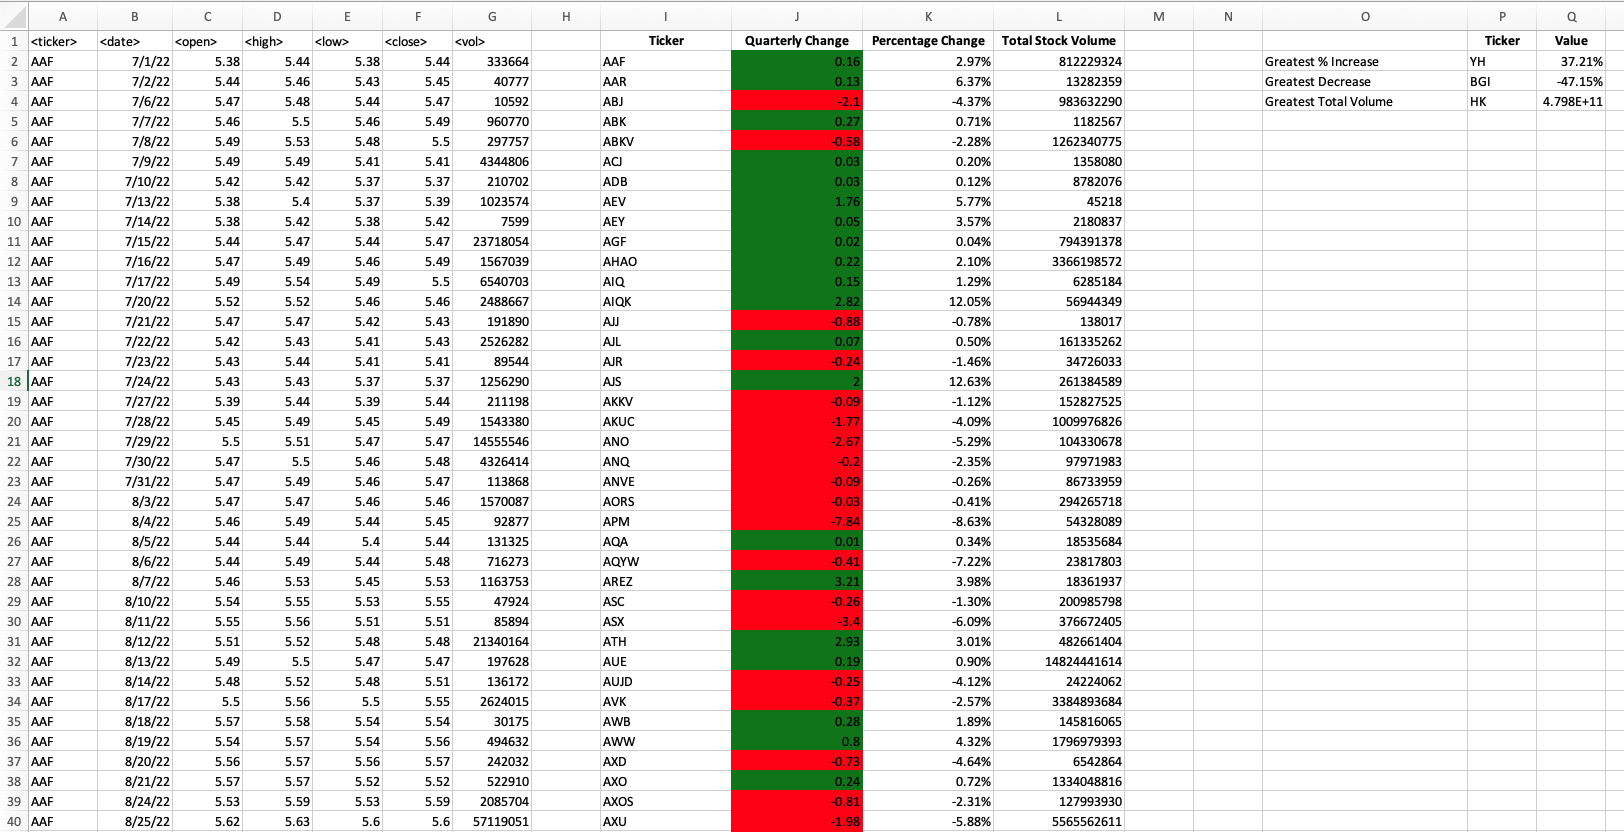 A B C D E F G H I J K L M N O P Q
1 <ticker> <date> <open> <high> <low> <close> <vol> Ticker Quarterly Change Percentage Change Total Stock Volume Ticker Value
2 AAF 7/1/22 5.38 5.44 5.38 5.44 333664 AAF 0.16 2.97% 812229324 Greatest % Increase YH 37.21%
3 AAF 7/2/22 5.44 5.46 5.43 5.45 40777 AAR 0.13 6.37% 13282359 Greatest Decrease BGI -47.15%
4 AAF 7/6/22 5.47 5.48 5.44 5.47 10592 ABJ -2.1 -4.37% 983632290 Greatest Total Volume HK 4.798E+11
5 AAF 7/7/22 5.46 5.5 5.46 5.49 960770 ABK 0.27 0.71% 1182567
6 AAF 7/8/22 5.49 5.53 5.48 5.5 297757 ABKV -0.58 -2.28% 1262340775
7 AAF 7/9/22 5.49 5.49 5.41 5.41 4344806 ACJ 0.03 0.20% 1358080
8 AAF 7/10/22 5.42 5.42 5.37 5.37 210702 ADB 0.03 0.12% 8782076
9 AAF 7/13/22 5.38 5.4 5.37 5.39 1023574 AEV 1.76 5.77% 45218
10 AAF 7/14/22 5.38 5.42 5.38 5.42 7599 AEY 0.05 3.57% 2180837
11 AAF 7/15/22 5.44 5.47 5.44 5.47 23718054 AGF 0.02 0.04% 794391378
12 AAF 7/16/22 5.47 5.49 5.46 5.49 1567039 AHAO 0.22 2.10% 3366198572
13 AAF 7/17/22 5.49 5.54 5.49 5.5 6540703 AIQ 0.15 1.29% 6285184
14 AAF 7/20/22 5.52 5.52 5.46 5.46 2488667 AIQK 2.82 12.05% 56944349
15 AAF 7/21/22 5.47 5.47 5.42 5.43 191890 AJJ -0.88 -0.78% 138017
16 AAF 7/22/22 5.42 5.43 5.41 5.43 2526282 AJL 0.07 0.50% 161335262
17 AAF 7/23/22 5.43 5.44 5.41 5.41 89544 AJR -0.24 -1.46% 34726033
18 AAF 7/24/22 5.43 5.43 5.37 5.37 1256290 AJS 2 12.63% 261384589
19 AAF 7/27/22 5.39 5.44 5.39 5.44 211198 AKKV -0.09 -1.12% 152827525
20 AAF 7/28/22 5.45 5.49 5.45 5.49 1543380 AKUC -1.77 -4.09% 1009976826
21 AAF 7/29/22 5.5 5.51 5.47 5.47 14555546 ANO -2.67 -5.29% 104330678
22 AAF 7/30/22 5.47 5.5 5.46 5.48 4326414 ANQ -0.2 -2.35% 97971983
23 AAF 7/31/22 5.47 5.49 5.46 5.47 113868 ANVE -0.09 -0.26% 86733959
24 AAF 8/3/22 5.47 5.47 5.46 5.46 1570087 AORS -0.03 -0.41% 294265718
25 AAF 8/4/22 5.46 5.49 5.44 5.45 92877 APM -7.84 -8.63% 54328089
26 AAF 8/5/22 5.44 5.44 5.4 5.44 131325 AQA 0.01 0.34% 18535684
27 AAF 8/6/22 5.44 5.49 5.44 5.48 716273 AQYW -0.41 -7.22% 23817803
28 AAF 8/7/22 5.46 5.53 5.45 5.53 1163753 AREZ 3.21 3.98% 18361937
29 AAF 8/10/22 5.54 5.55 5.53 5.55 47924 ASC -0.26 -1.30% 200985798
30 AAF 8/11/22 5.55 5.56 5.51 5.51 85894 ASX -3.4 -6.09% 376672405
31 AAF 8/12/22 5.51 5.52 5.48 5.48 21340164 ATH 2.93 3.01% 482661404
32 AAF 8/13/22 5.49 5.5 5.47 5.47 197628 AUE 0.19 0.90% 14824441614
33 AAF 8/14/22 5.48 5.52 5.48 5.51 136172 AUJD -0.25 -4.12% 24224062
34 AAF 8/17/22 5.5 5.56 5.5 5.55 2624015 AVK -0.37 -2.57% 3384893684
35 AAF 8/18/22 5.57 5.58 5.54 5.54 30175 AWB 0.28 1.89% 145816065
36 AAF 8/19/22 5.54 5.57 5.54 5.56 494632 AWW 0.8 4.32% 1796979393
37 AAF 8/20/22 5.56 5.57 5.56 5.57 242032 AXD -0.73 -4.64% 6542864
38 AAF 8/21/22 5.57 5.57 5.52 5.52 522910 AXO 0.24 0.72% 1334048816
39 AAF 8/24/22 5.53 5.59 5.53 5.59 2085704 AXOS -0.81 -2.31% 127993930
40 AAF 8/25/22 5.62 5.63 5.6 5.6 57119051 AXU -1.98 -5.88% 5565562611